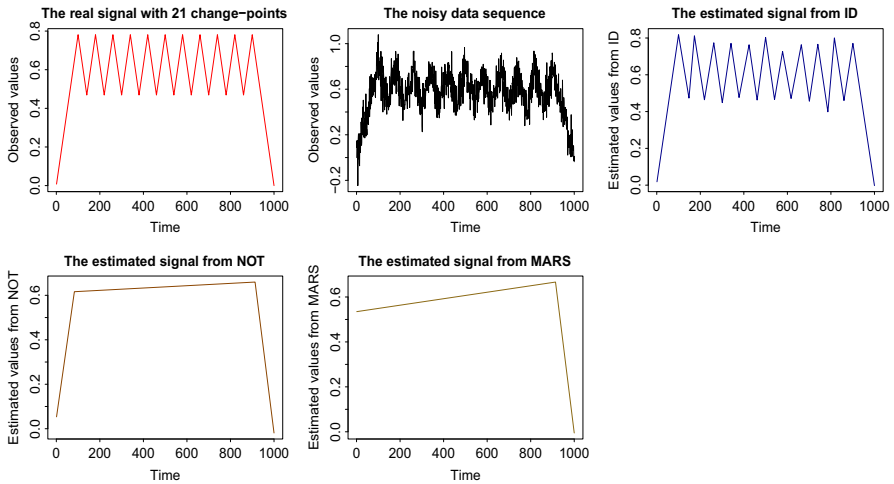 The real signal with 21 change−points
Observed values
0.0 0.2 0.4 0.6 0.8
0 200 400 600 800 1000
Time
The noisy data sequence
Observed values
−0.2 0.2 0.6 1.0
0 200 400 600 800 1000
Time
The estimated signal from ID
Estimated values from ID
0.0 0.2 0.4 0.6 0.8
0 200 400 600 800 1000
Time
The estimated signal from NOT
Estimated values from NOT
0.0 0.2 0.4 0.6
0 200 400 600 800 1000
Time
The estimated signal from MARS
Estimated values from MARS
0.0 0.2 0.4 0.6
0 200 400 600 800 1000
Time